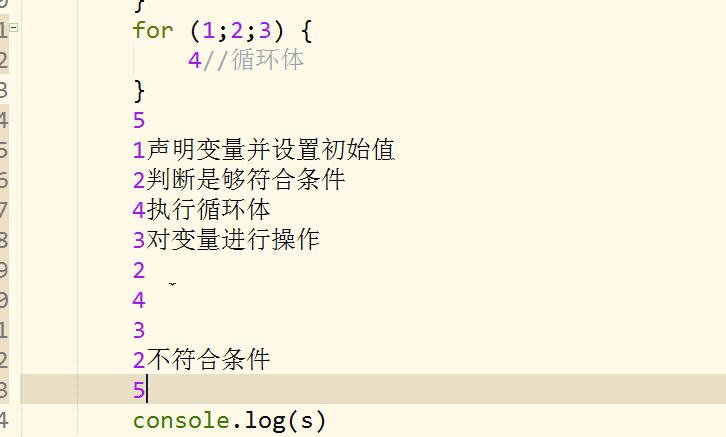 }
1 for (1;2;3) {
2 4//循环体
3 }
4 5
5 1声明变量并设置初始值
6 2判断是够符合条件
7 4执行循环体
8 3对变量进行操作
9 2
0 4
1 3
2 2不符合条件
3 5
4 console.log(s)